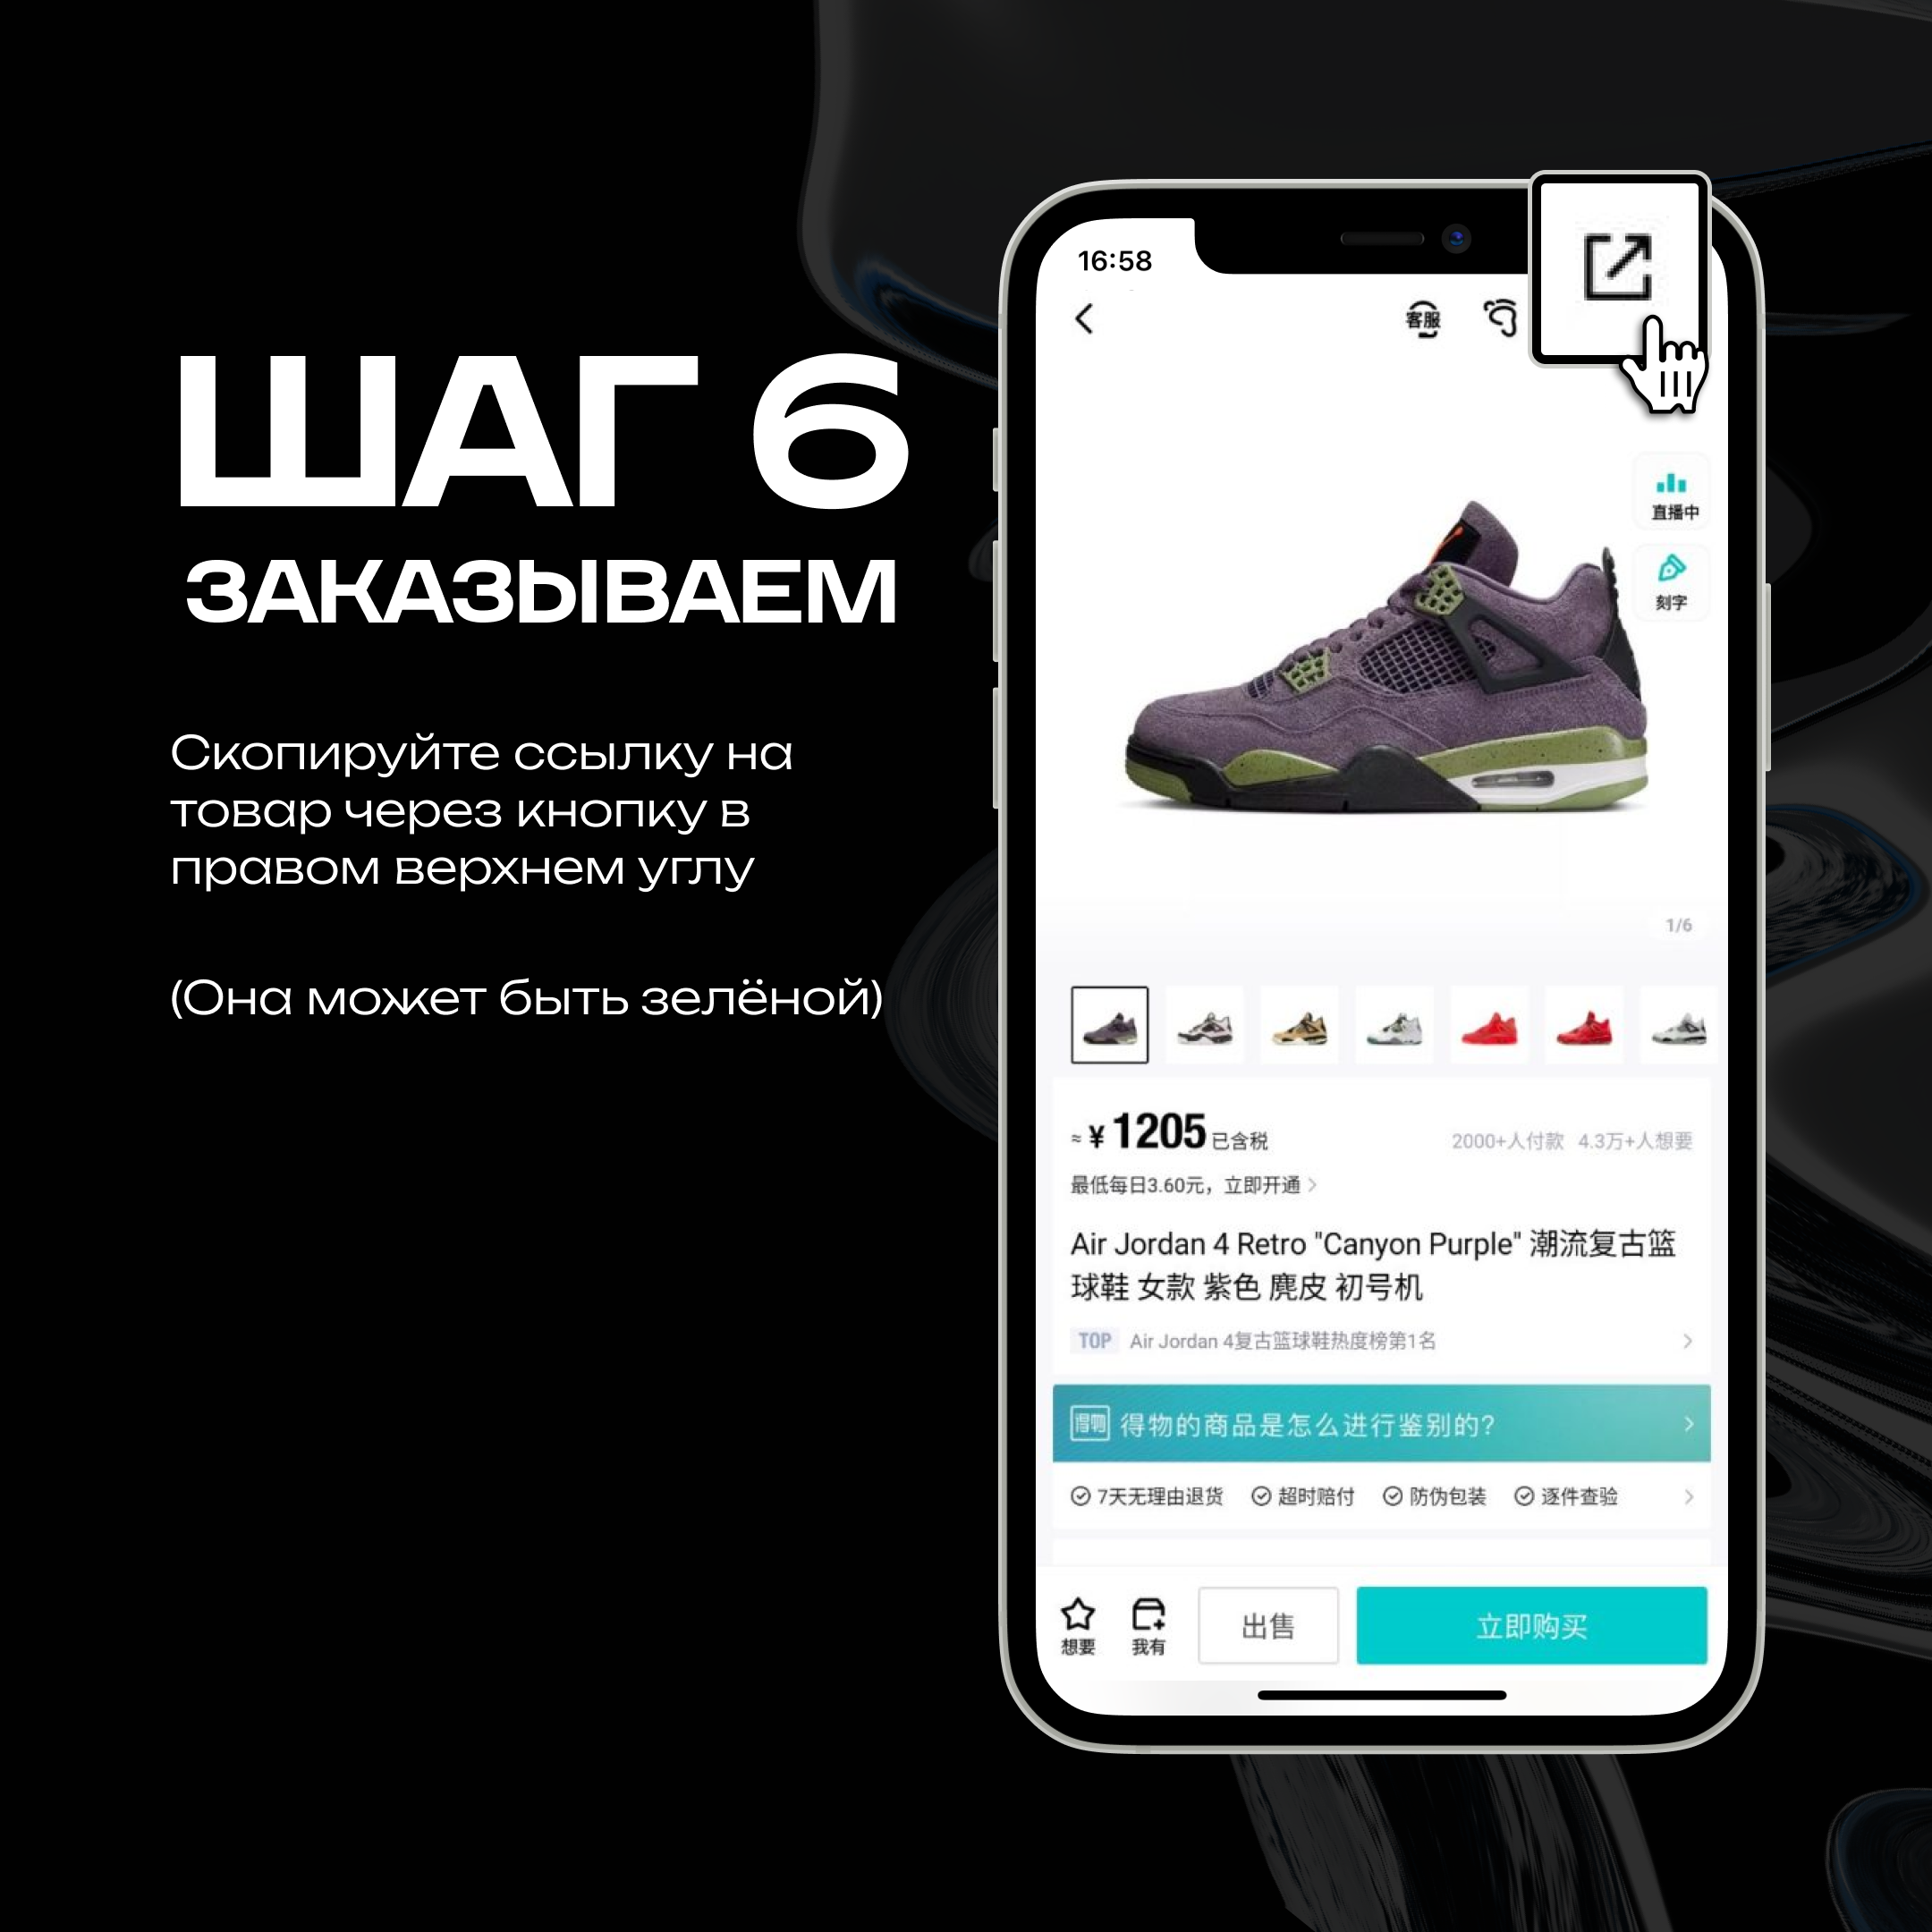 ШАГ 6
ЗАКАЗЫВАЕМ
Скопируйте ссылку на
товар через кнопку в
правом верхнем углу
(Она может быть зелёной)
16:58
客服
直播中
刻字
1/6
≈ ¥ 1205 已含税 2000+人付款 4.3万+人想要
最低每日3.60元，立即开通 >
Air Jordan 4 Retro "Canyon Purple" 潮流复古篮
球鞋 女款 紫色 麂皮 初号机
TOP Air Jordan 4复古篮球鞋热度榜第1名
得物 得物的商品是怎么进行鉴别的?
7天无理由退货 超时赔付 防伪包装 逐件查验
想要 我有 出售 立即购买